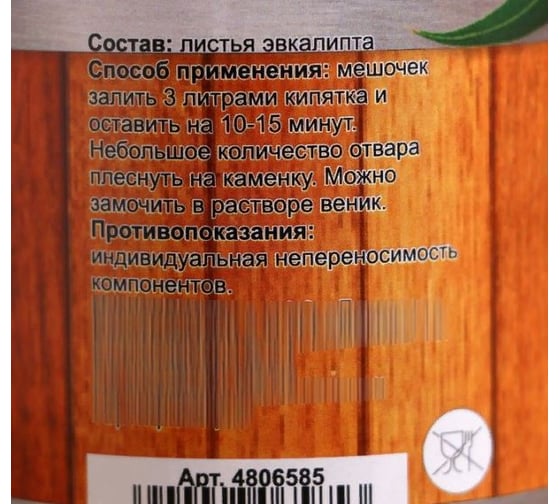 Состав: листья эвкалипта
Способ применения: мешочек
залить 3 литрами кипятка и
оставить на 10-15 минут.
Небольшое количество отвара
плеснуть на каменку. Можно
замочить в растворе веник.
Противопоказания:
индивидуальная непереносимость
компонентов.
Арт. 4806585